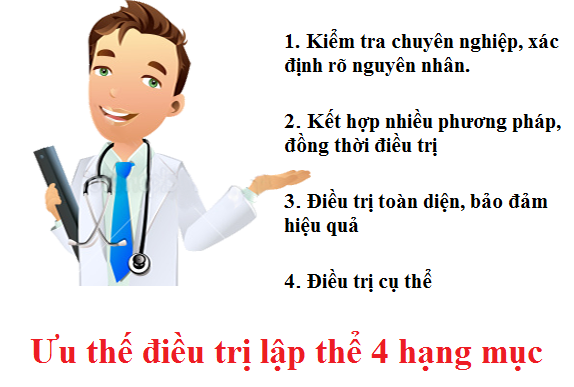 1. Kiểm tra chuyên nghiệp, xác
định rõ nguyên nhân.
2. Kết hợp nhiều phương pháp,
đồng thời điều trị
3. Điều trị toàn diện, bảo đảm
hiệu quả
4. Điều trị cụ thể
Ưu thế điều trị lập thể 4 hạng mục